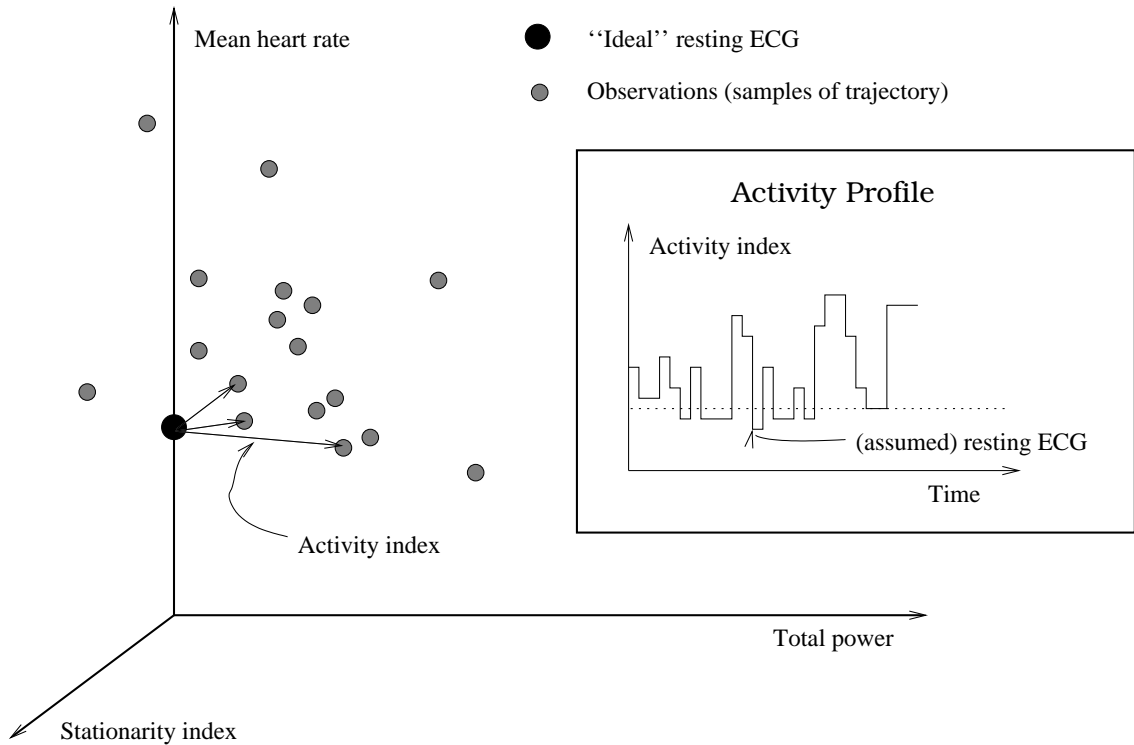 Mean heart rate
‘‘Ideal’’ resting ECG
Observations (samples of trajectory)
Activity Profile
Activity index
(assumed) resting ECG
Time
Activity index
Total power
Stationarity index